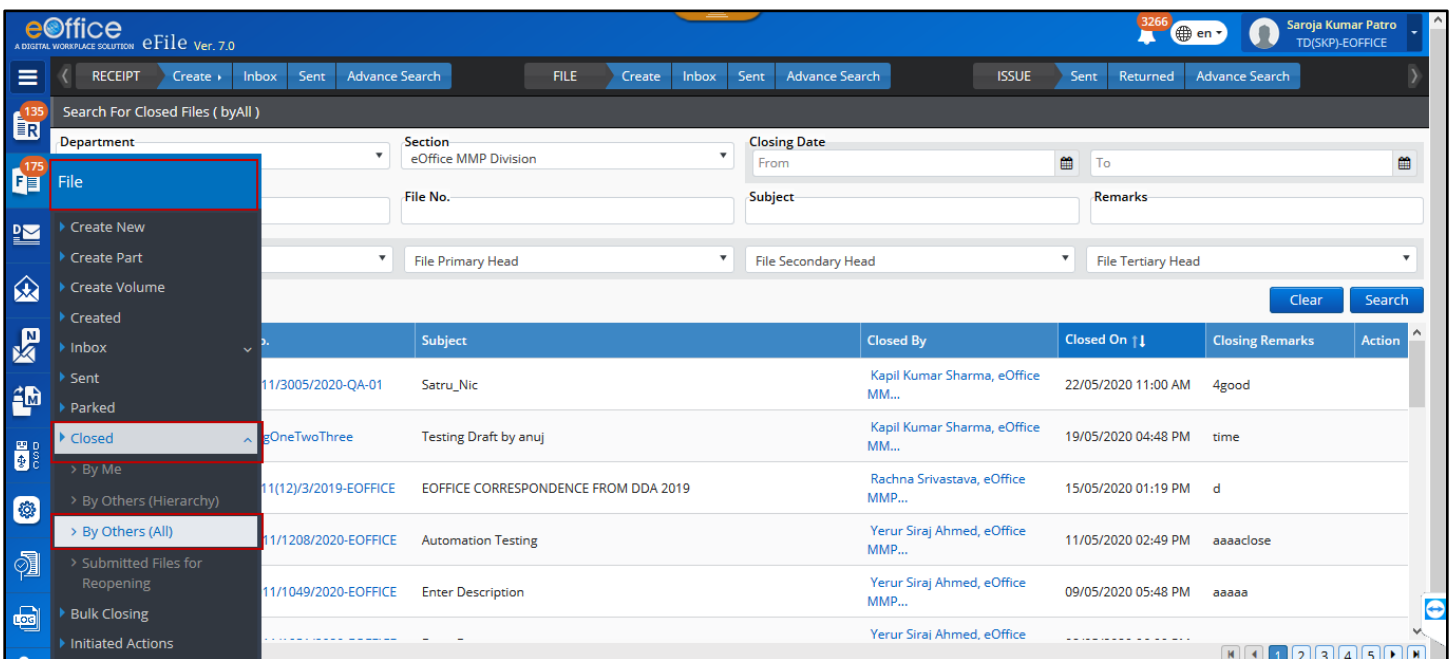 eOffice
A DIGITAL WORKPLACE SOLUTION eFile Ver. 7.0
3266
en
Saroja Kumar Patro
TD(SKP)-EOFFICE
RECEIPT Create Inbox Sent Advance Search FILE Create Inbox Sent Advance Search ISSUE Sent Returned Advance Search
135
R
Search For Closed Files ( byAll )
Department Section Closing Date
eOffice MMP Division From To
175
F
File
File No. Subject Remarks
Create New
D
Create Part
File Primary Head File Secondary Head File Tertiary Head
Create Volume
Clear Search
Created
N
Inbox
Subject Closed By Closed On Closing Remarks Action
Sent
11/3005/2020-QA-01 Satru_Nic Kapil Kumar Sharma, eOffice MM... 22/05/2020 11:00 AM 4good
M
Parked
Closed
gOneTwoThree Testing Draft by anuj Kapil Kumar Sharma, eOffice MM... 19/05/2020 04:48 PM time
DSC
By Me
11(12)/3/2019-EOFFICE EOFFICE CORRESPONDENCE FROM DDA 2019 Rachna Srivastava, eOffice MMP... 15/05/2020 01:19 PM d
By Others (Hierarchy)
By Others (All)
11/1208/2020-EOFFICE Automation Testing Yerur Siraj Ahmed, eOffice MMP... 11/05/2020 02:49 PM aaaaclose
Submitted Files for
Reopening
11/1049/2020-EOFFICE Enter Description Yerur Siraj Ahmed, eOffice MMP... 09/05/2020 05:48 PM aaaaa
LOG
Bulk Closing
Yerur Siraj Ahmed, eOffice
Initiated Actions
1 2 3 4 5